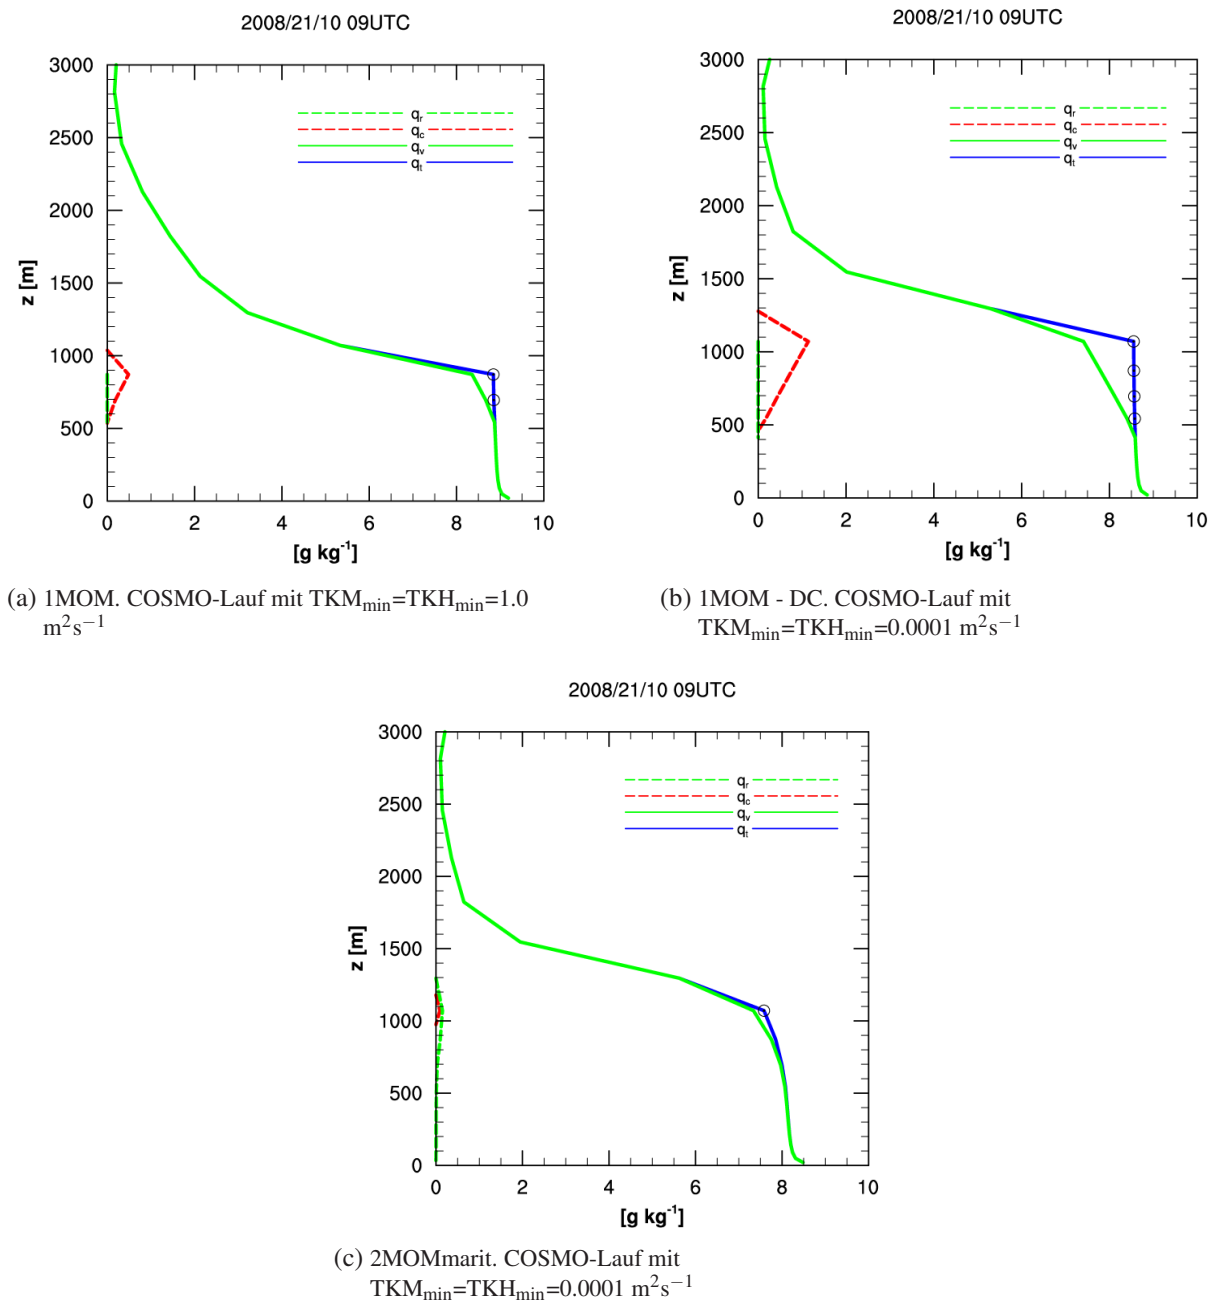 2008/21/10 09UTC
3000
2500
2000
1500
1000
500
0
z [m]
q_r
q_c
q_v
q_t
0 2 4 6 8 10
[g kg⁻¹]
(a) 1MOM. COSMO-Lauf mit TKM_min=TKH_min=1.0
m²s⁻¹
2008/21/10 09UTC
3000
2500
2000
1500
1000
500
0
z [m]
q_r
q_c
q_v
q_t
0 2 4 6 8 10
[g kg⁻¹]
(b) 1MOM - DC. COSMO-Lauf mit
TKM_min=TKH_min=0.0001 m²s⁻¹
2008/21/10 09UTC
3000
2500
2000
1500
1000
500
0
z [m]
q_r
q_c
q_v
q_t
0 2 4 6 8 10
[g kg⁻¹]
(c) 2MOMmarit. COSMO-Lauf mit
TKM_min=TKH_min=0.0001 m²s⁻¹